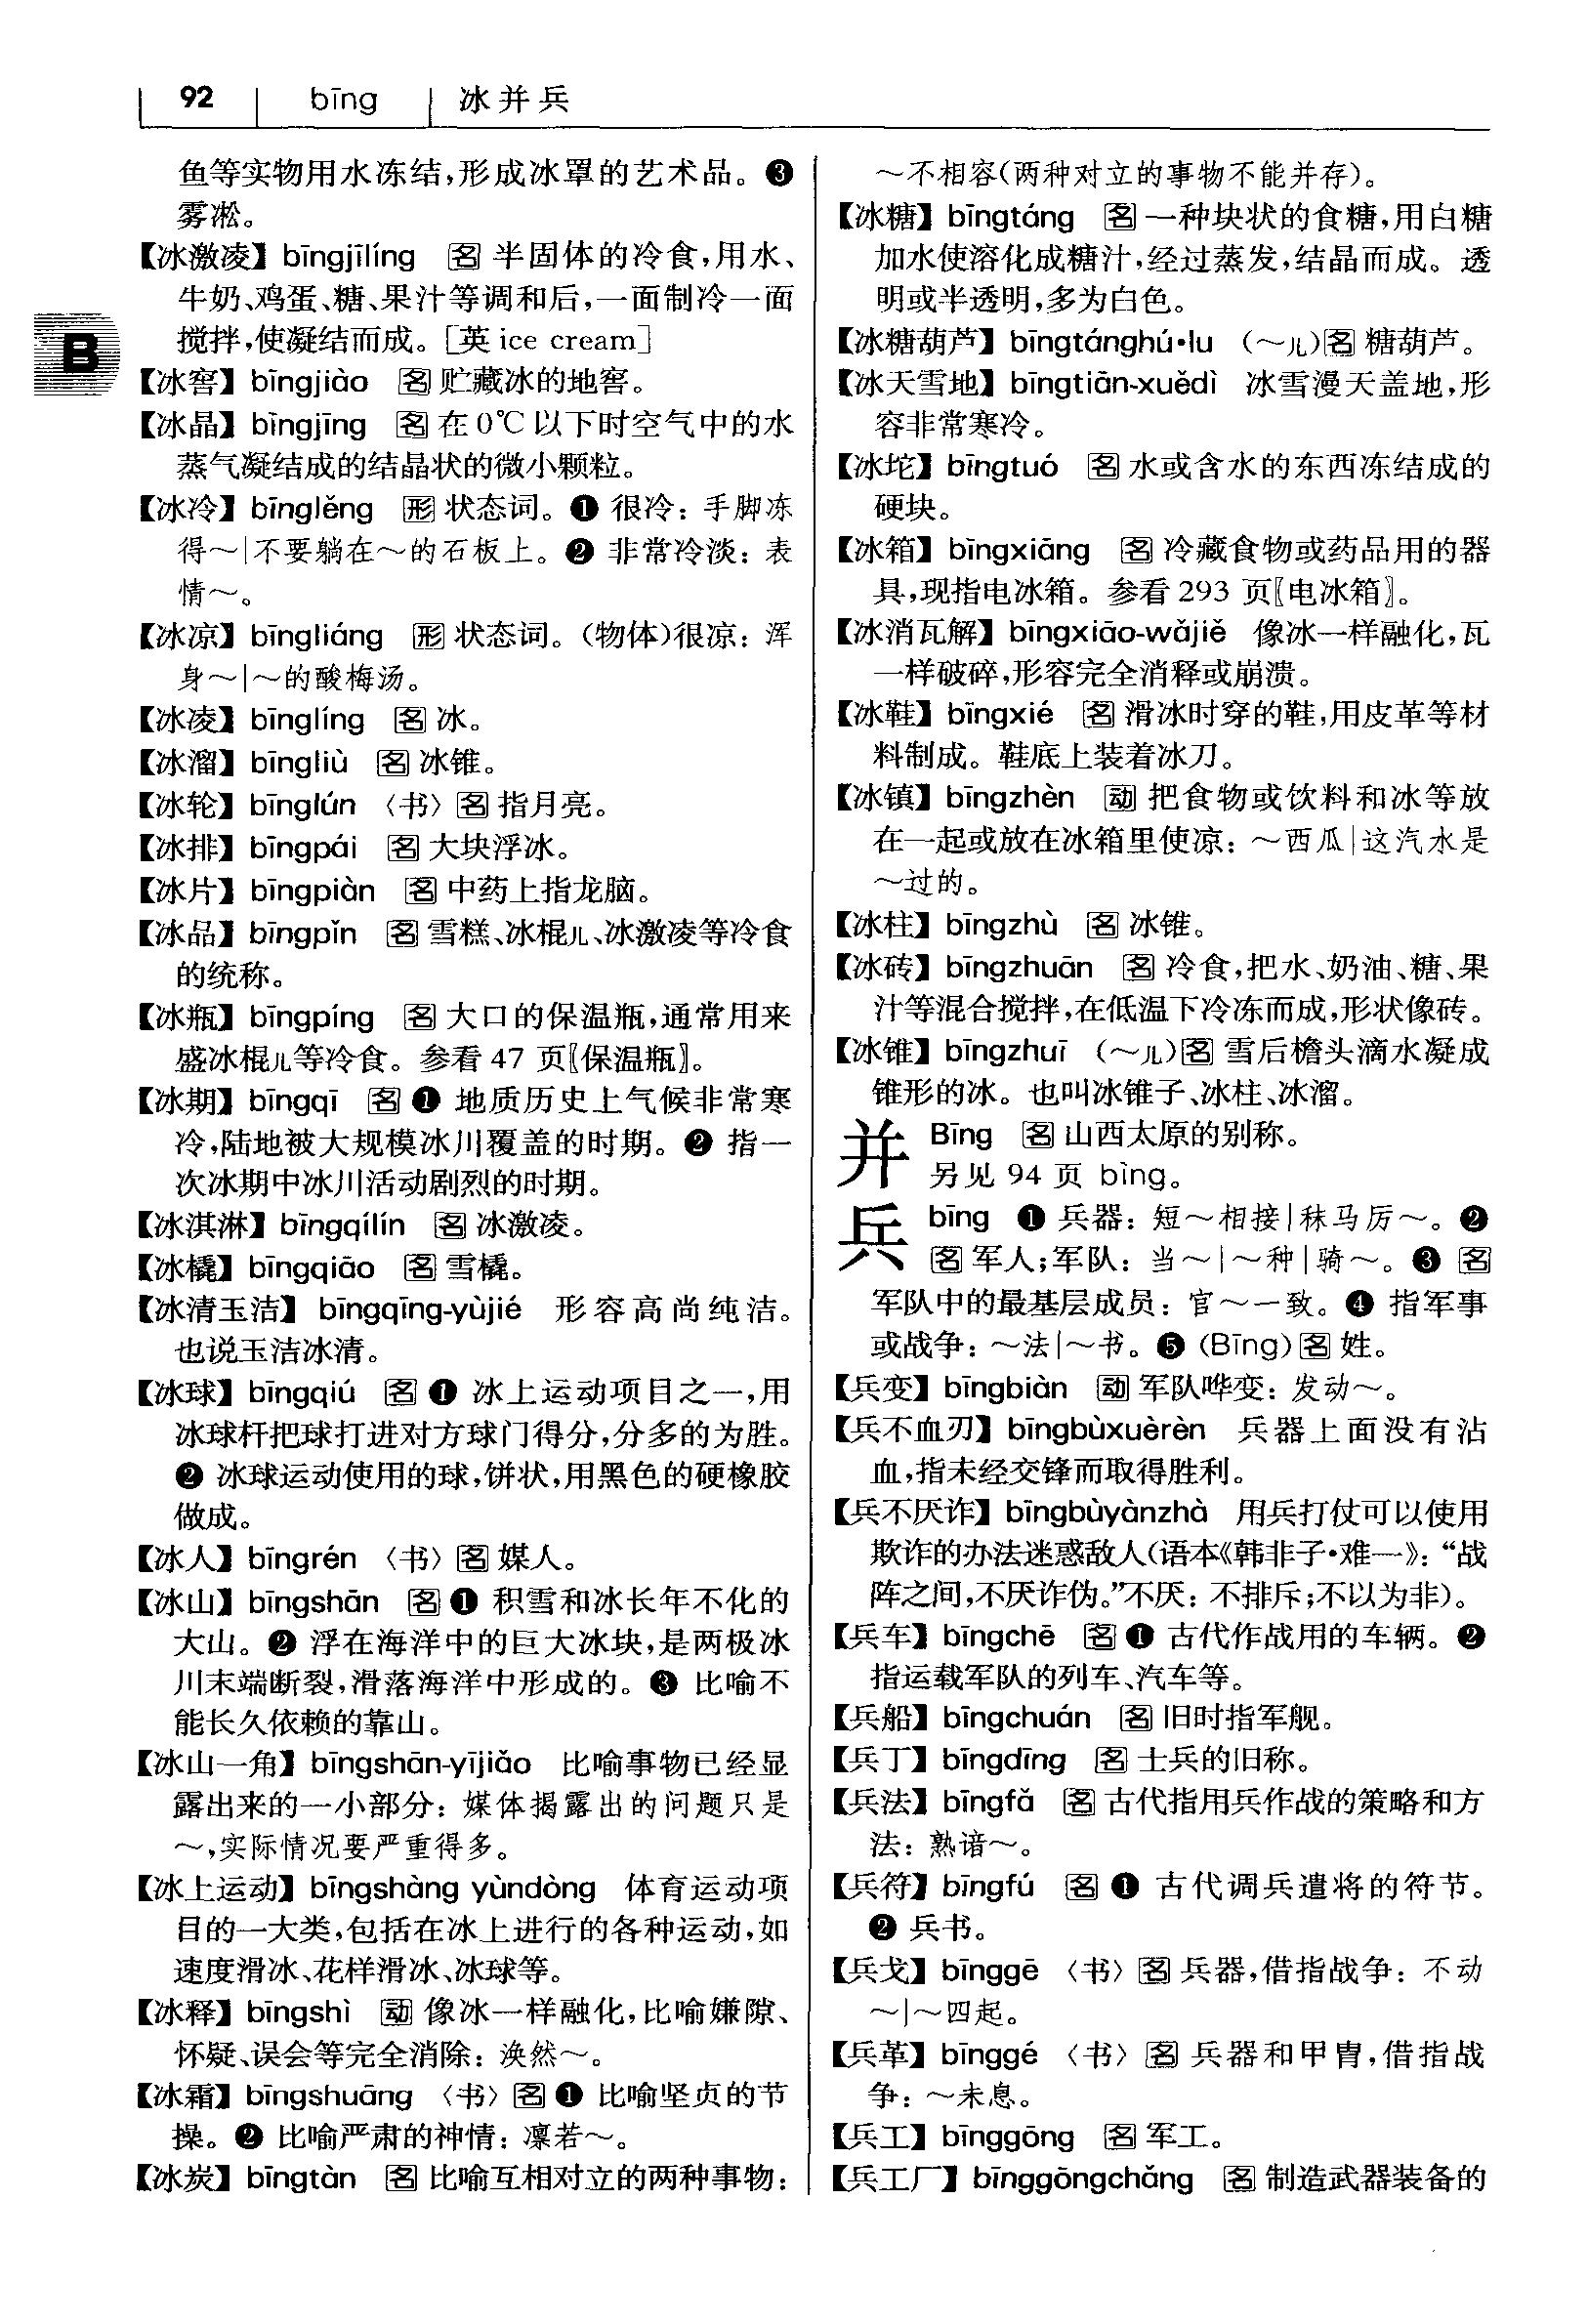 92 bīng 冰并兵
鱼等实物用水冻结,形成冰罩的艺术品。❸
雾凇。
【冰激凌】bīngjīlíng 名 半固体的冷食,用水、
牛奶、鸡蛋、糖、果汁等调和后,一面制冷一面
搅拌,使凝结而成。[英 ice cream]
B
【冰窖】bīngjiào 名 贮藏冰的地窖。
【冰晶】bīngjīng 名 在0℃以下时空气中的水
蒸气凝结成的结晶状的微小颗粒。
【冰冷】bīnglěng 形 状态词。❶ 很冷:手脚冻
得～|不要躺在～的石板上。❷ 非常冷淡:表
情～。
【冰凉】bīngliáng 形 状态词。(物体)很凉:浑
身～|～的酸梅汤。
【冰凌】bīnglíng 名 冰。
【冰溜】bīngliù 名 冰锥。
【冰轮】bīnglún 〈书〉名 指月亮。
【冰排】bīngpái 名 大块浮冰。
【冰片】bīngpiàn 名 中药上指龙脑。
【冰品】bīngpǐn 名 雪糕、冰棍儿、冰激凌等冷食
的统称。
【冰瓶】bīngpíng 名 大口的保温瓶,通常用来
盛冰棍儿等冷食。参看 47 页〖保温瓶〗。
【冰期】bīngqī 名 ❶ 地质历史上气候非常寒
冷,陆地被大规模冰川覆盖的时期。❷ 指一
次冰期中冰川活动剧烈的时期。
【冰淇淋】bīngqílín 名 冰激凌。
【冰橇】bīngqiāo 名 雪橇。
【冰清玉洁】bīngqīng-yùjié 形容高尚纯洁。
也说玉洁冰清。
【冰球】bīngqiú 名 ❶ 冰上运动项目之一,用
冰球杆把球打进对方球门得分,分多的为胜。
❷ 冰球运动使用的球,饼状,用黑色的硬橡胶
做成。
【冰人】bīngrén 〈书〉名 媒人。
【冰山】bīngshān 名 ❶ 积雪和冰长年不化的
大山。❷ 浮在海洋中的巨大冰块,是两极冰
川末端断裂,滑落海洋中形成的。❸ 比喻不
能长久依赖的靠山。
【冰山一角】bīngshān-yījiǎo 比喻事物已经显
露出来的一小部分:媒体揭露出的问题只是
～,实际情况要严重得多。
【冰上运动】bīngshàng yùndòng 体育运动项
目的一大类,包括在冰上进行的各种运动,如
速度滑冰、花样滑冰、冰球等。
【冰释】bīngshì 动 像冰一样融化,比喻嫌隙、
怀疑、误会等完全消除:涣然～。
【冰霜】bīngshuāng 〈书〉名 ❶ 比喻坚贞的节
操。❷ 比喻严肃的神情:凛若～。
【冰炭】bīngtàn 名 比喻互相对立的两种事物:
～不相容(两种对立的事物不能并存)。
【冰糖】bīngtáng 名 一种块状的食糖,用白糖
加水使溶化成糖汁,经过蒸发,结晶而成。透
明或半透明,多为白色。
【冰糖葫芦】bīngtánghú·lu (～儿)名 糖葫芦。
【冰天雪地】bīngtiān-xuědì 冰雪漫天盖地,形
容非常寒冷。
【冰坨】bīngtuó 名 水或含水的东西冻结成的
硬块。
【冰箱】bīngxiāng 名 冷藏食物或药品用的器
具,现指电冰箱。参看 293 页〖电冰箱〗。
【冰消瓦解】bīngxiāo-wǎjiě 像冰一样融化,瓦
一样破碎,形容完全消释或崩溃。
【冰鞋】bīngxié 名 滑冰时穿的鞋,用皮革等材
料制成。鞋底上装着冰刀。
【冰镇】bīngzhèn 动 把食物或饮料和冰等放
在一起或放在冰箱里使凉:～西瓜|这汽水是
～过的。
【冰柱】bīngzhù 名 冰锥。
【冰砖】bīngzhuān 名 冷食,把水、奶油、糖、果
汁等混合搅拌,在低温下冷冻而成,形状像砖。
【冰锥】bīngzhuī (～儿)名 雪后檐头滴水凝成
锥形的冰。也叫冰锥子、冰柱、冰溜。
并 Bīng 名 山西太原的别称。
另见 94 页 bìng。
兵 bīng ❶ 兵器:短～相接|秣马厉～。❷
名 军人;军队:当～|～种|骑～。❸ 名
军队中的最基层成员:官～一致。❹ 指军事
或战争:～法|～书。❺ (Bīng)名 姓。
【兵变】bīngbiàn 动 军队哗变:发动～。
【兵不血刃】bīngbùxuèrèn 兵器上面没有沾
血,指未经交锋而取得胜利。
【兵不厌诈】bīngbùyànzhà 用兵打仗可以使用
欺诈的办法迷惑敌人(语本《韩非子·难一》:“战
阵之间,不厌诈伪。”不厌:不排斥;不以为非)。
【兵车】bīngchē 名 ❶ 古代作战用的车辆。❷
指运载军队的列车、汽车等。
【兵船】bīngchuán 名 旧时指军舰。
【兵丁】bīngdīng 名 士兵的旧称。
【兵法】bīngfǎ 名 古代指用兵作战的策略和方
法:熟谙～。
【兵符】bīngfú 名 ❶ 古代调兵遣将的符节。
❷ 兵书。
【兵戈】bīnggē 〈书〉名 兵器,借指战争:不动
～|～四起。
【兵革】bīnggé 〈书〉名 兵器和甲胄,借指战
争:～未息。
【兵工】bīnggōng 名 军工。
【兵工厂】bīnggōngchǎng 名 制造武器装备的